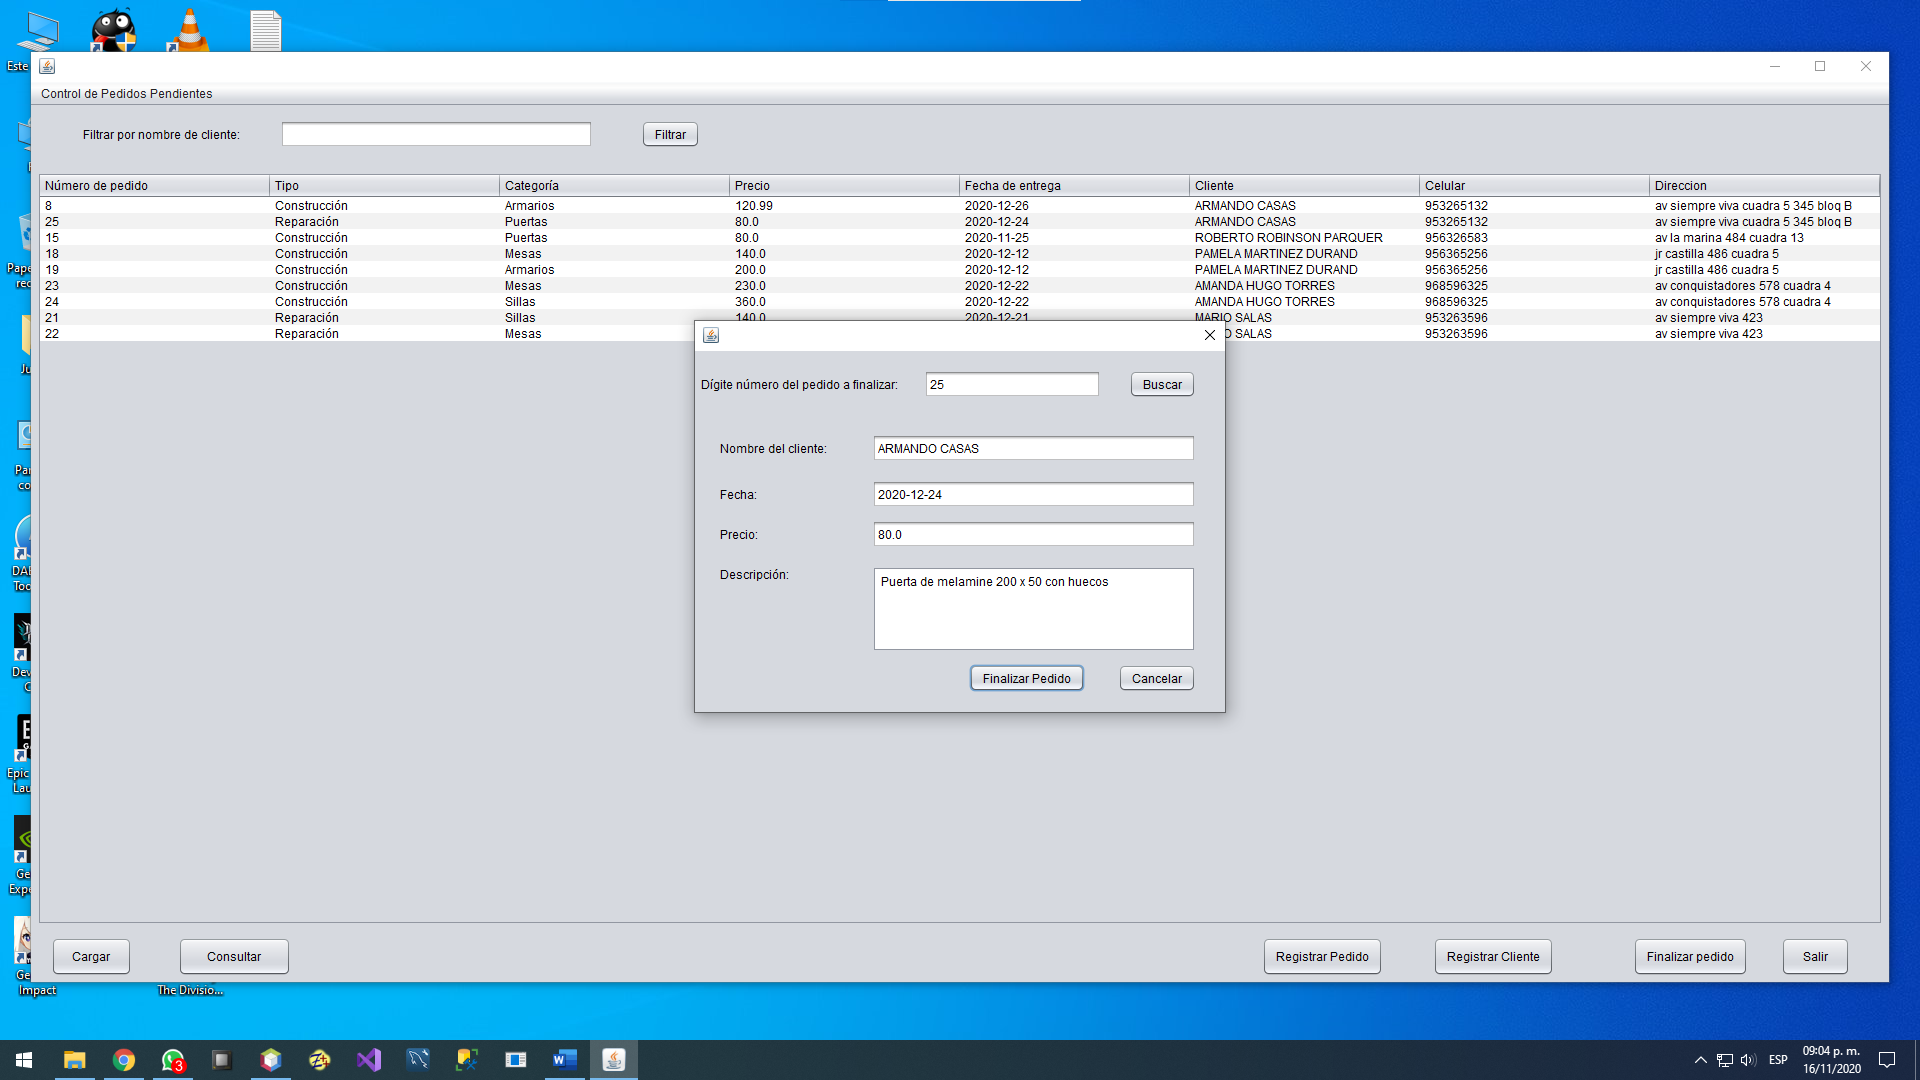 Este
Control de Pedidos Pendientes
Filtrar por nombre de cliente:
Filtrar
Número de pedido Tipo Categoría Precio Fecha de entrega Cliente Celular Direccion
8 Construcción Armarios 120.99 2020-12-26 ARMANDO CASAS 953265132 av siempre viva cuadra 5 345 bloq B
25 Reparación Puertas 80.0 2020-12-24 ARMANDO CASAS 953265132 av siempre viva cuadra 5 345 bloq B
15 Construcción Puertas 80.0 2020-11-25 ROBERTO ROBINSON PARQUER 956326583 av la marina 484 cuadra 13
18 Construcción Mesas 140.0 2020-12-12 PAMELA MARTINEZ DURAND 956365256 jr castilla 486 cuadra 5
19 Construcción Armarios 200.0 2020-12-12 PAMELA MARTINEZ DURAND 956365256 jr castilla 486 cuadra 5
23 Construcción Mesas 230.0 2020-12-22 AMANDA HUGO TORRES 968596325 av conquistadores 578 cuadra 4
24 Construcción Sillas 360.0 2020-12-22 AMANDA HUGO TORRES 968596325 av conquistadores 578 cuadra 4
21 Reparación Sillas 140.0 2020-12-21 MARIO SALAS 953263596 av siempre viva 423
22 Reparación Mesas SALAS 953263596 av siempre viva 423
Dígite número del pedido a finalizar: 25 Buscar
Nombre del cliente: ARMANDO CASAS
Fecha: 2020-12-24
Precio: 80.0
Descripción: Puerta de melamine 200 x 50 con huecos
Finalizar Pedido Cancelar
Cargar Consultar Registrar Pedido Registrar Cliente Finalizar pedido Salir
Impact The Divisio...
3
ESP
09:04 p. m.
16/11/2020